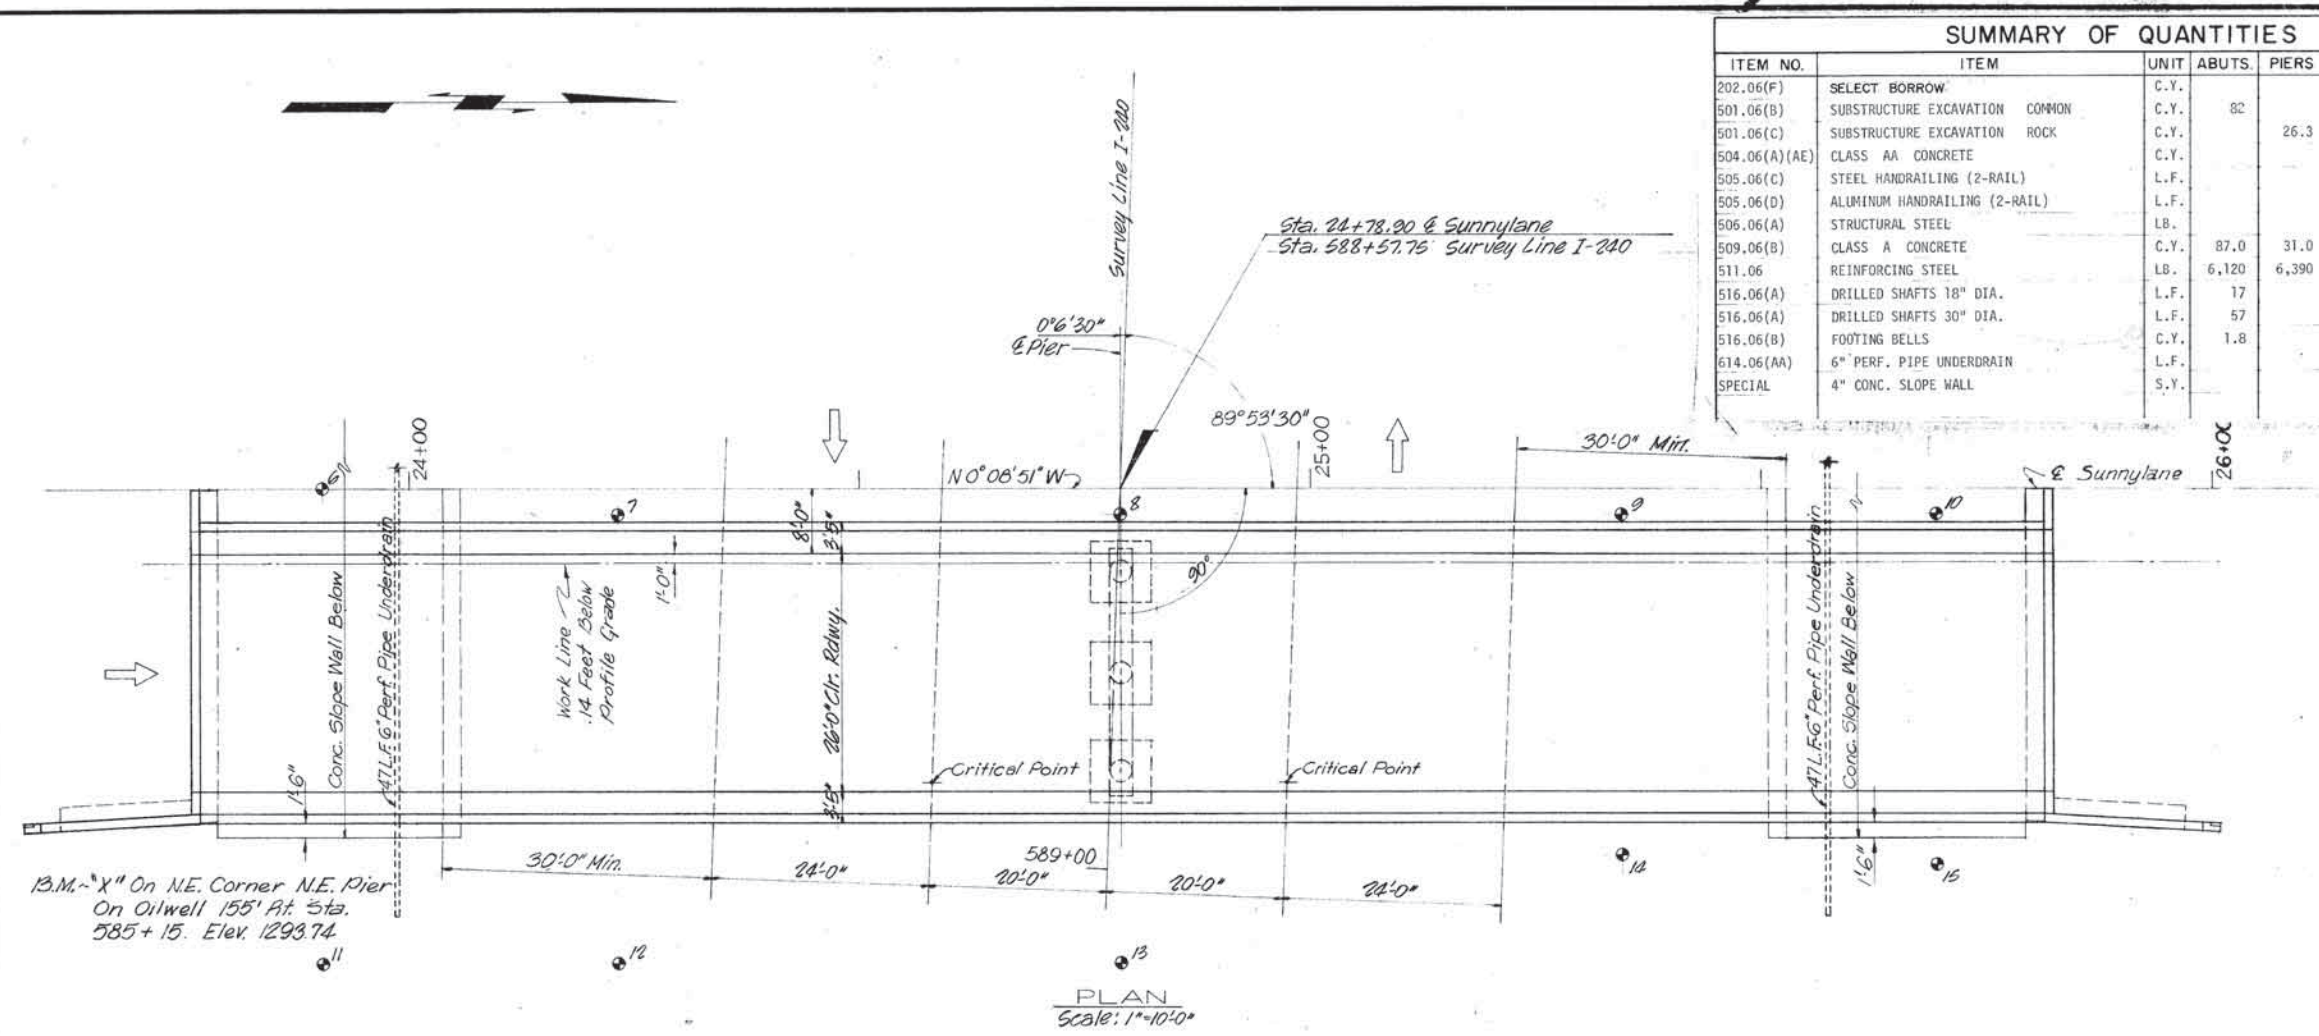 SUMMARY OF QUANTITIES
ITEM NO. ITEM UNIT ABUTS. PIERS
202.06(F) SELECT BORROW C.Y.
501.06(B) SUBSTRUCTURE EXCAVATION COMMON C.Y. 82
501.06(C) SUBSTRUCTURE EXCAVATION ROCK C.Y. 26.3
504.06(A)(AE) CLASS AA CONCRETE C.Y.
505.06(C) STEEL HANDRAILING (2-RAIL) L.F.
505.06(D) ALUMINUM HANDRAILING (2-RAIL) L.F.
506.06(A) STRUCTURAL STEEL LB.
509.06(B) CLASS A CONCRETE C.Y. 87.0 31.0
511.06 REINFORCING STEEL LB. 6,120 6,390
516.06(A) DRILLED SHAFTS 18" DIA. L.F. 17
516.06(A) DRILLED SHAFTS 30" DIA. L.F. 57
516.06(B) FOOTING BELLS C.Y. 1.8
614.06(AA) 6" PERF. PIPE UNDERDRAIN L.F.
SPECIAL 4" CONC. SLOPE WALL S.Y.
Survey Line I-240
Sta. 24+78.90 ℄ Sunnylane
Sta. 588+57.75 Survey Line I-240
0°6'30"
℄ Pier
89°53'30"
24+00
25+00
26+00
30'-0" Min.
N 0°08'51" W
℄ Sunnylane
6
7
8
9
10
8'-0"
3'-5"
1'-0"
90°
Conc. Slope Wall Below
47 L.F. 6" Perf. Pipe Underdrain
Work Line
.14 Feet Below
Profile Grade
26'-0" Clr. Rdwy.
47 L.F. 6" Perf. Pipe Underdrain
Conc. Slope Wall Below
Critical Point
Critical Point
1'-6"
3'-5"
1'-6"
30'-0" Min.
24'-0"
589+00
20'-0"
20'-0"
24'-0"
14
15
B.M.~"X" On N.E. Corner N.E. Pier
On Oilwell 155' Rt. Sta.
585+15. Elev. 1293.74
11
12
13
PLAN
Scale: 1"=10'-0"